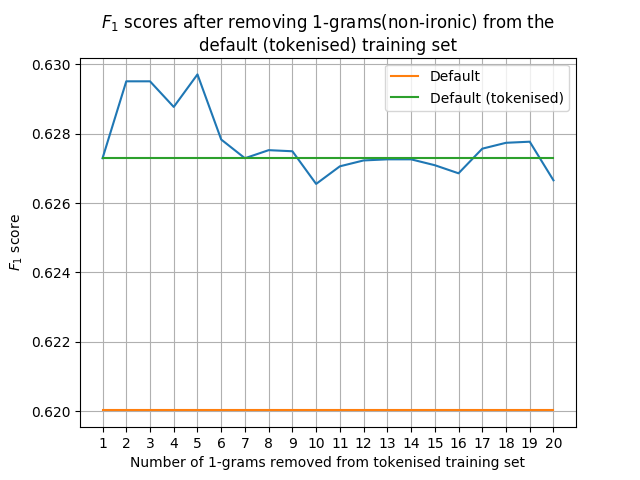 F₁ scores after removing 1-grams(non-ironic) from the
default (tokenised) training set
Default
Default (tokenised)
0.630
0.628
0.626
0.624
0.622
0.620
F₁ score
1 2 3 4 5 6 7 8 9 10 11 12 13 14 15 16 17 18 19 20
Number of 1-grams removed from tokenised training set